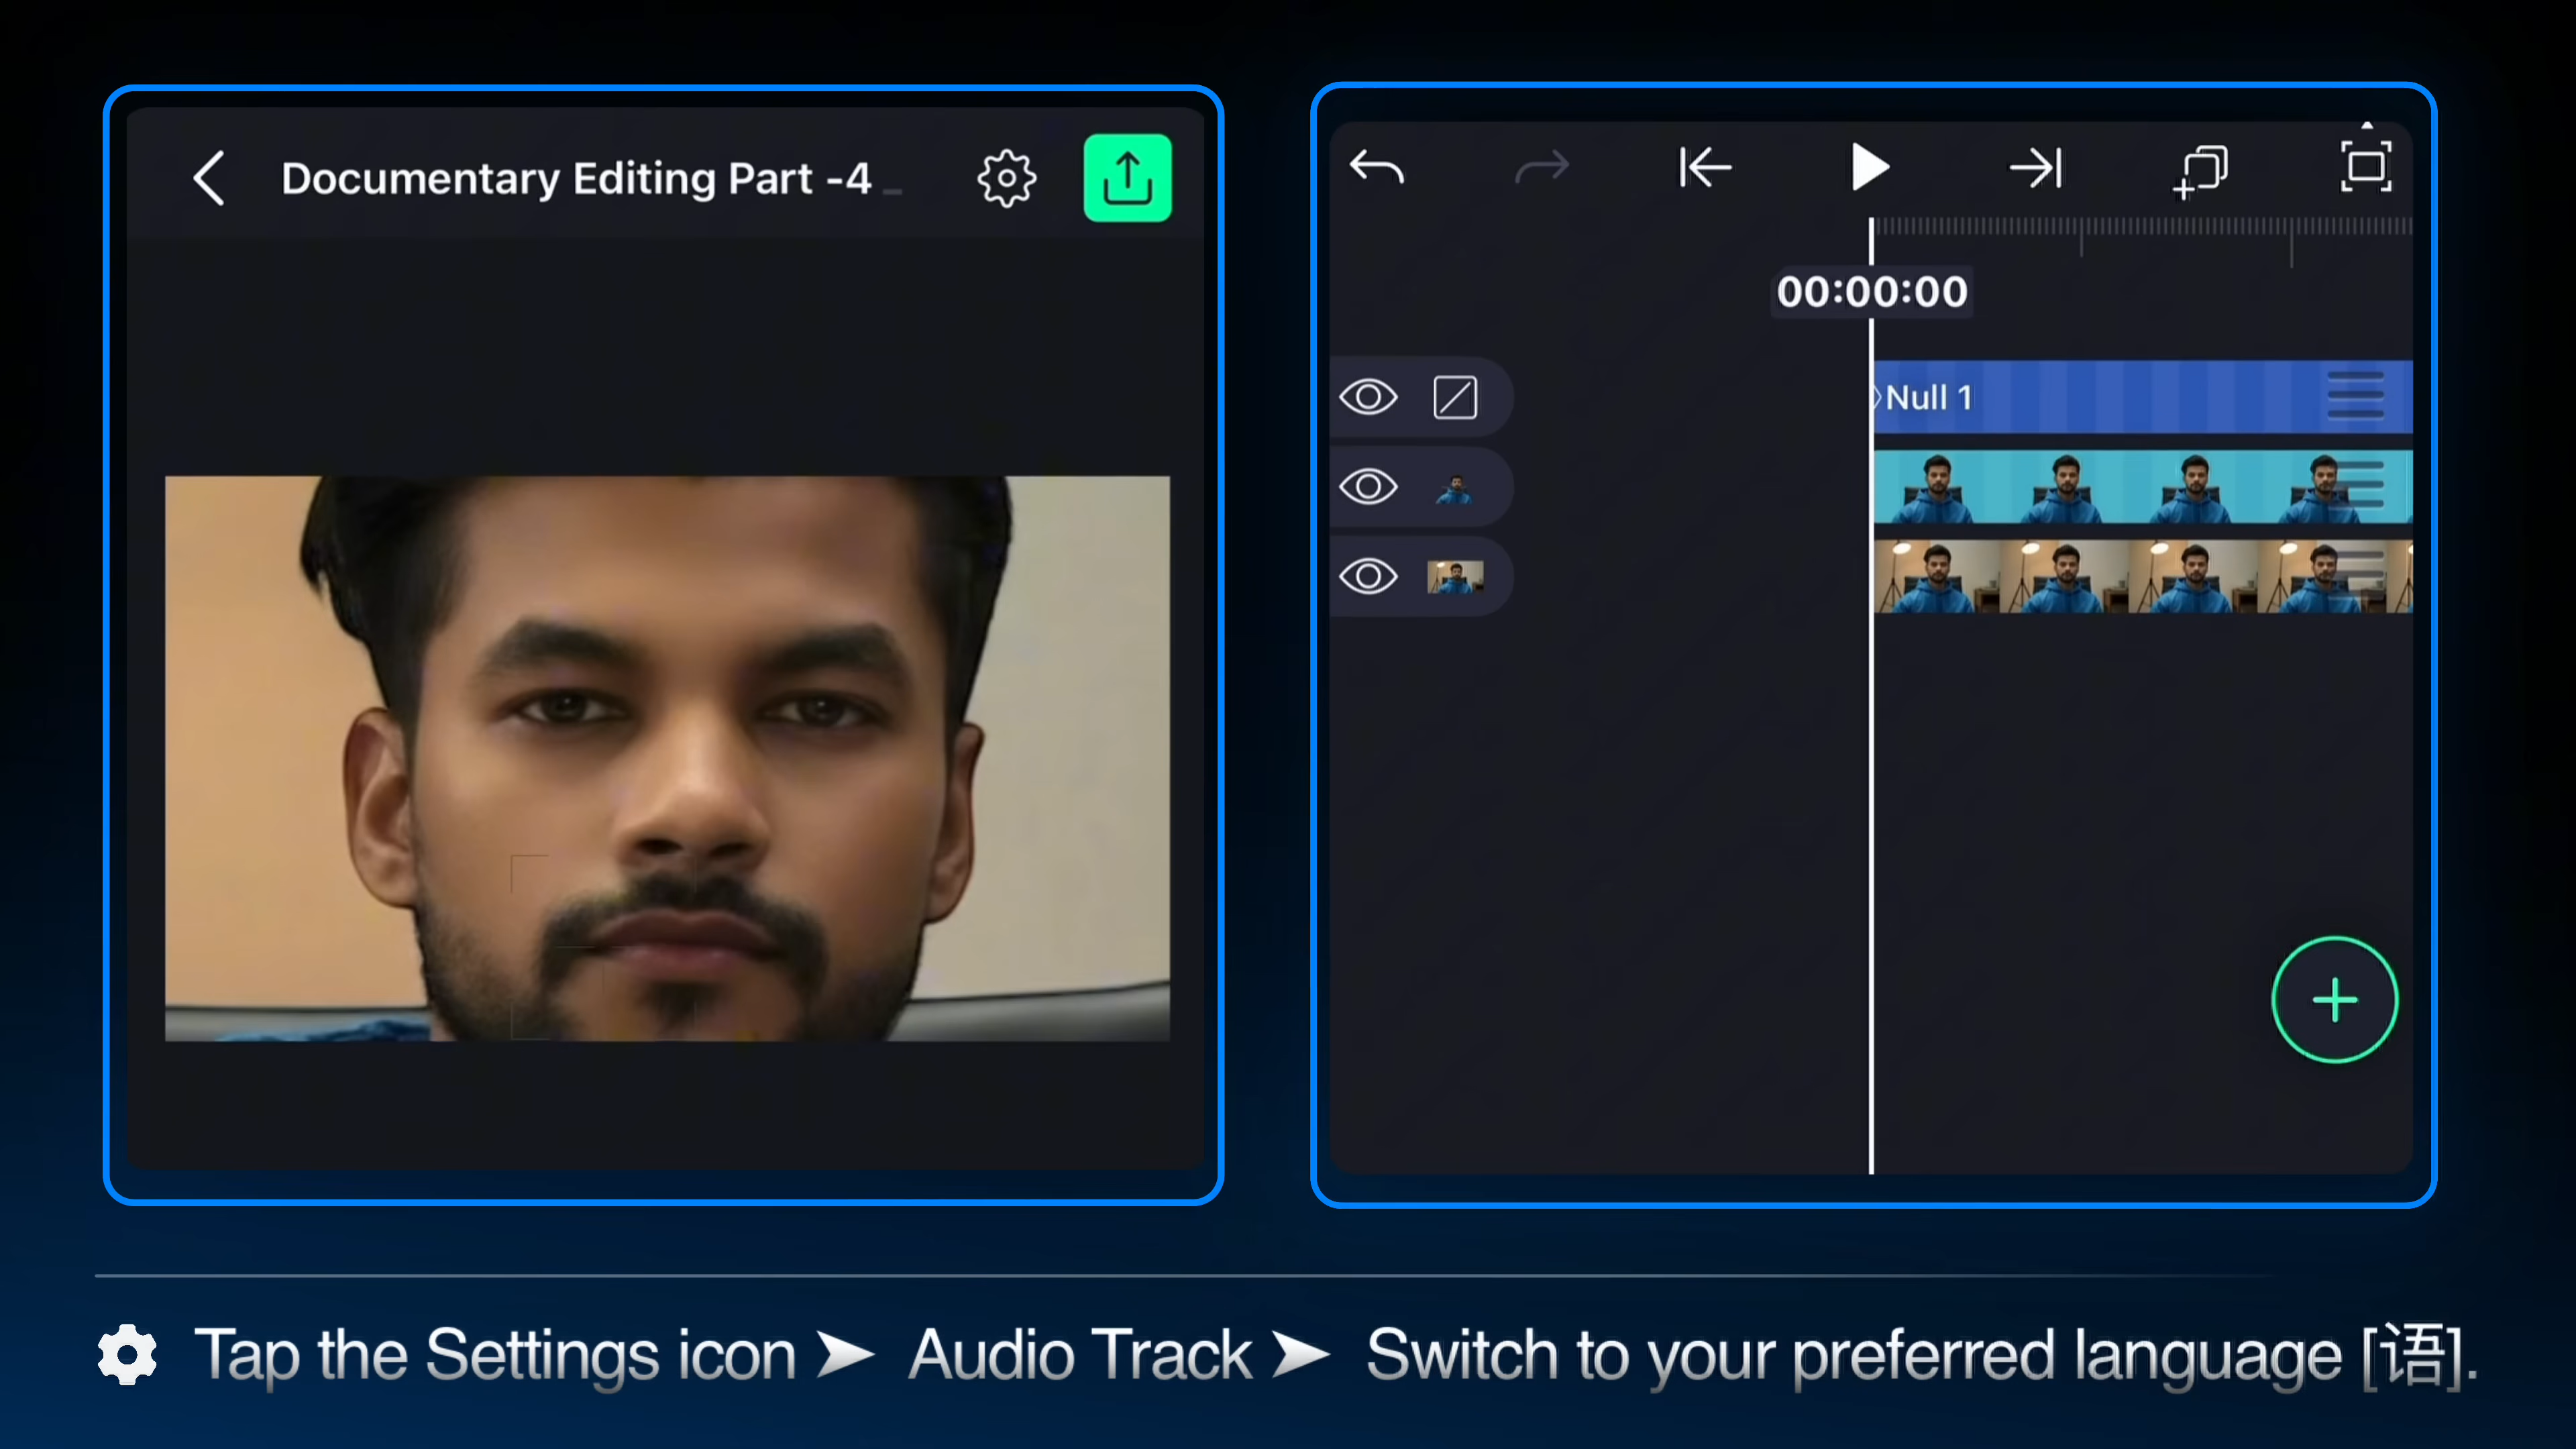 Documentary Editing Part -4
00:00:00
Null 1
Tap the Settings icon ➤ Audio Track ➤ Switch to your preferred language [语].